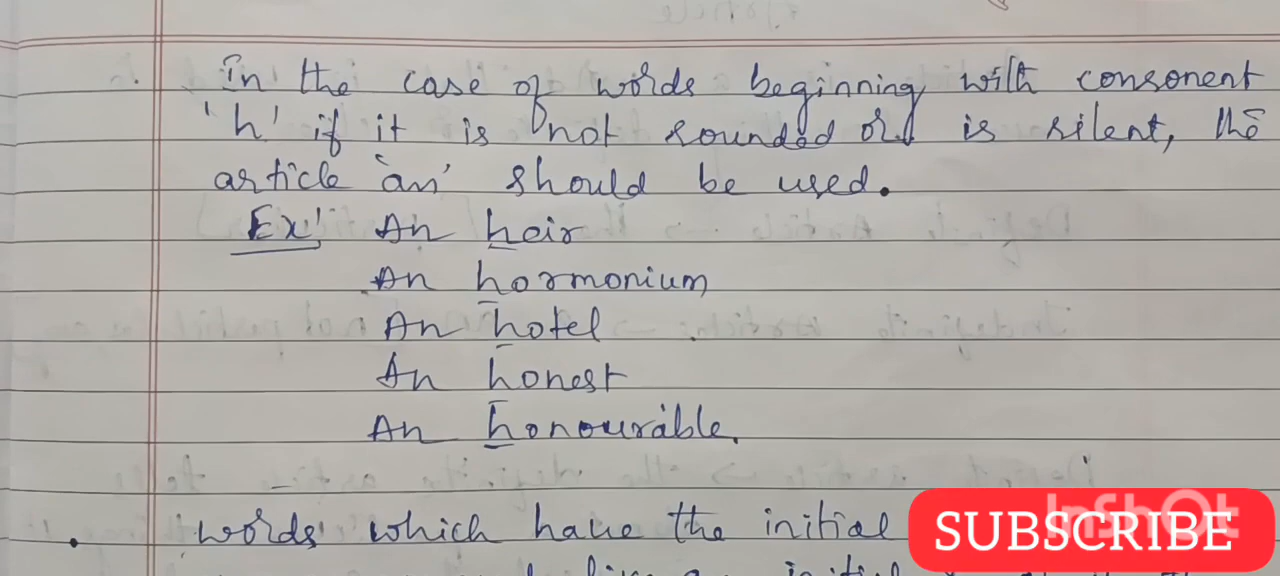 In the case of words beginning with consonent
'h' if it is not sounded or is silent, the
article 'an' should be used.
Ex! An heir
An hormonium
An hotel
An honest
An honourable.
words which have the initial
InShOt
SUBSCRIBE